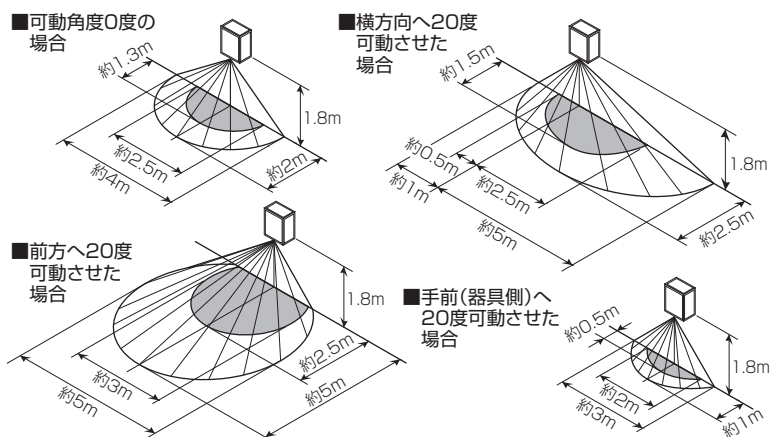 ■可動角度0度の
場合
約1.3m
1.8m
約2.5m
約4m
約2m
■横方向へ20度
可動させた
場合
約1.5m
1.8m
約0.5m
約1m
約2.5m
約5m
約2.5m
■前方へ20度
可動させた
場合
1.8m
約2.5m
約3m
約5m
約5m
■手前(器具側)へ
20度可動させた
場合
約0.5m
1.8m
約2m
約3m
約1m